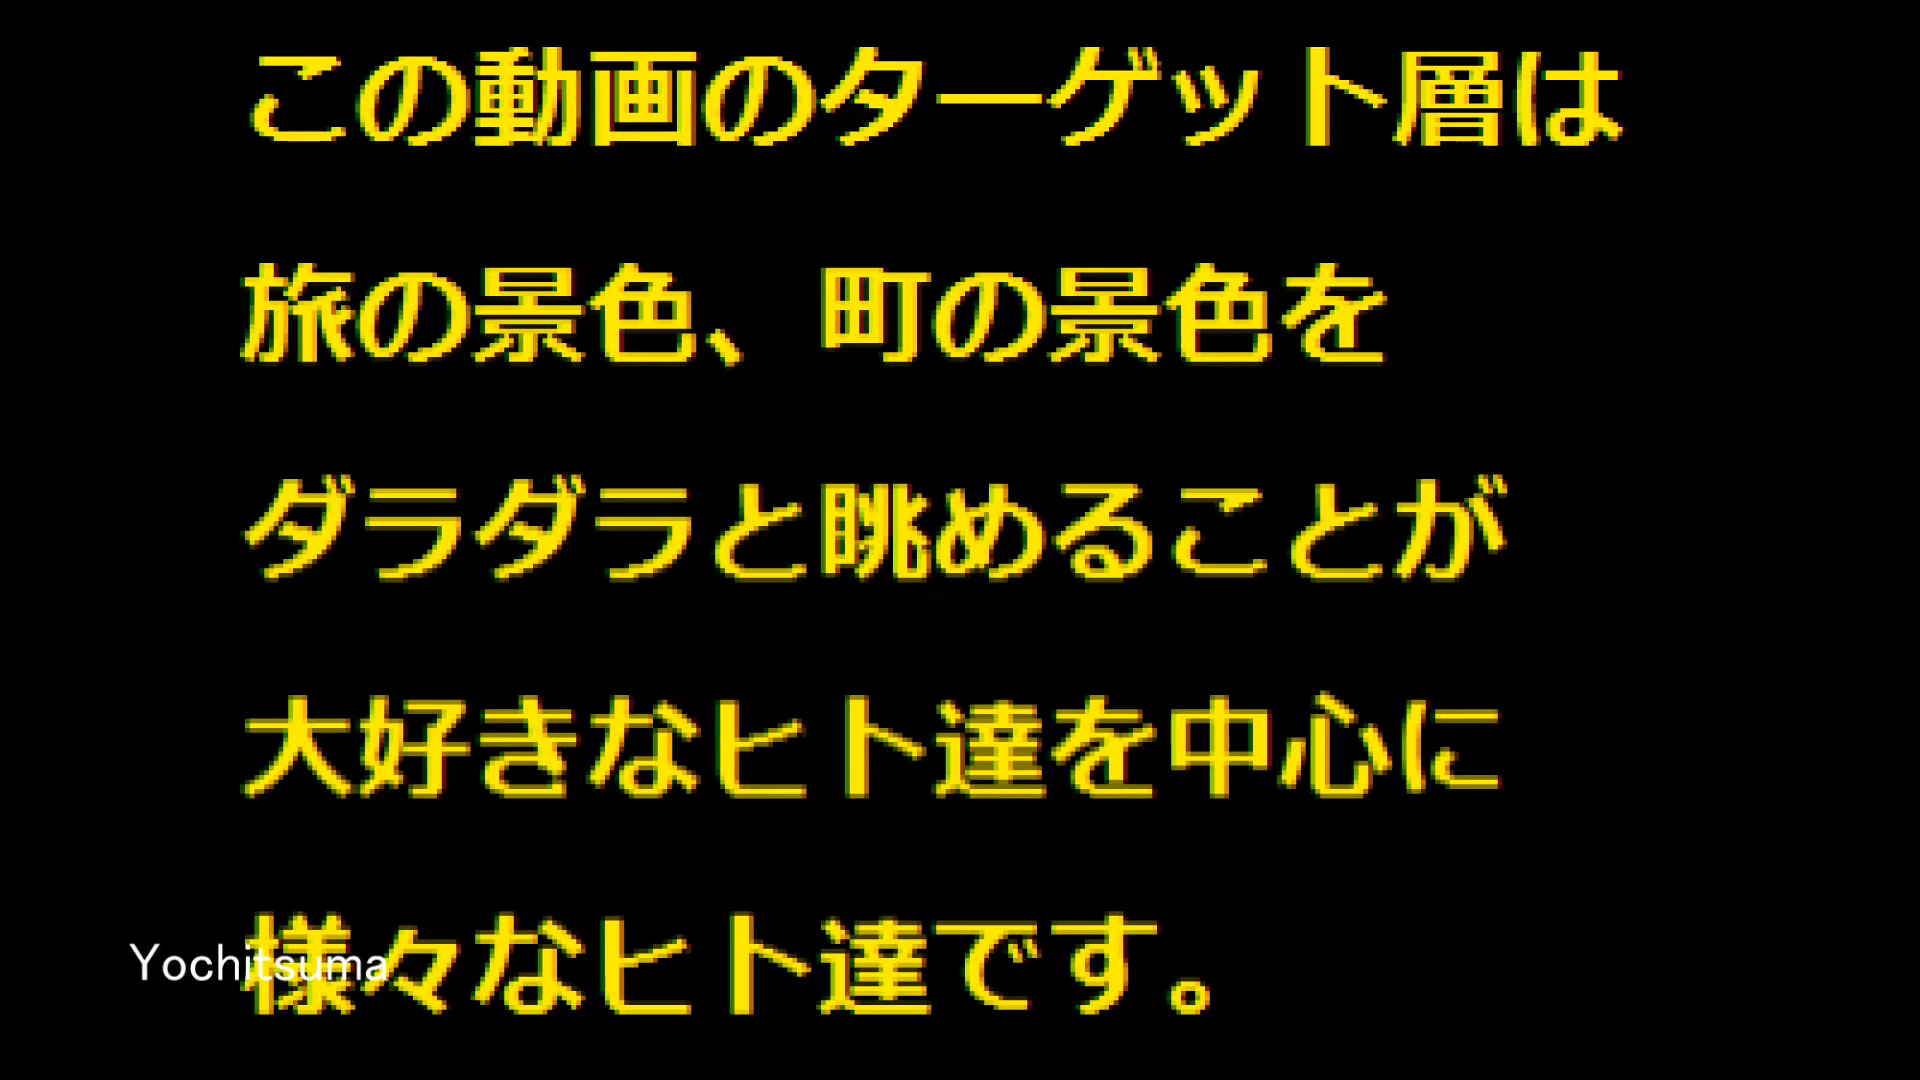 この動画のターゲット層は
旅の景色、町の景色を
ダラダラと眺めることが
大好きなヒト達を中心に
様々なヒト達です。
Yochitsuma